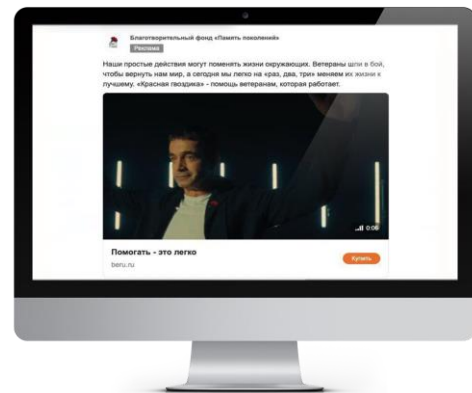 Благотворительный фонд «Память поколений»
Реклама
Наши простые действия могут поменять жизни окружающих. Ветераны шли в бой,
чтобы вернуть нам мир, а сегодня мы легко на «раз, два, три» меняем их жизни к
лучшему. «Красная гвоздика» - помощь ветеранам, которая работает.
0:06
Помогать - это легко
beru.ru
Купить